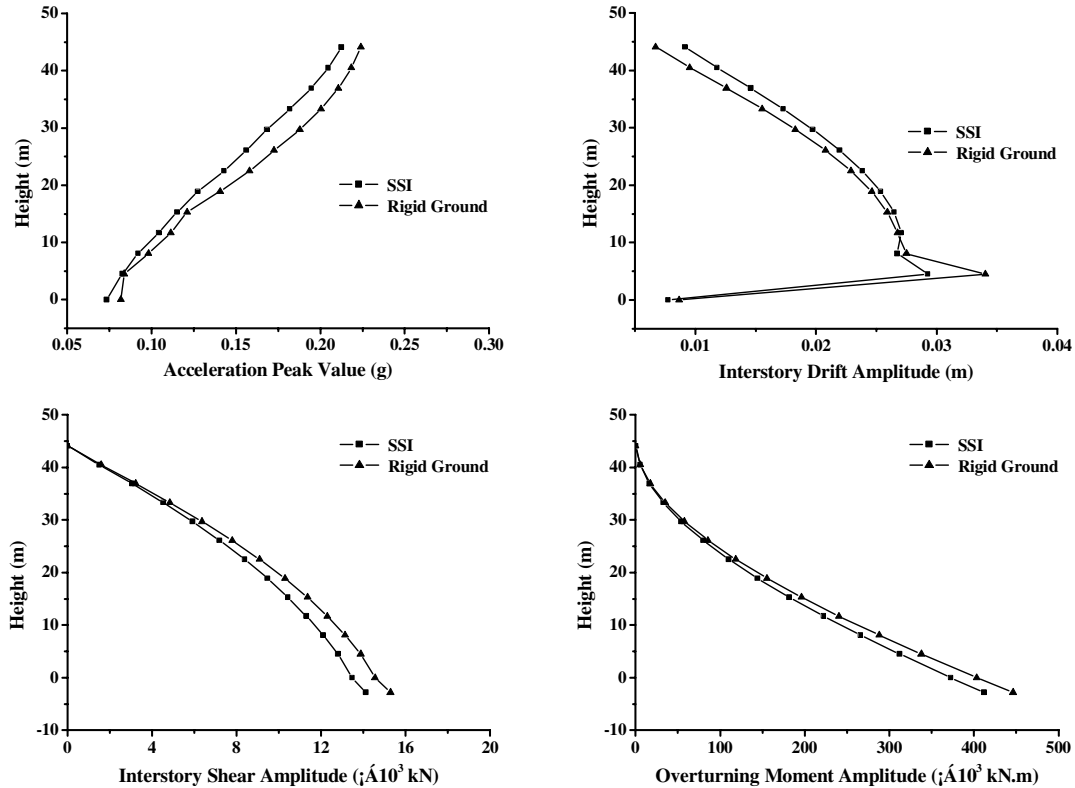 50
40
30
20
10
0
Height (m)
0.05 0.10 0.15 0.20 0.25 0.30
Acceleration Peak Value (g)
SSI
Rigid Ground
50
40
30
20
10
0
Height (m)
0.01 0.02 0.03 0.04
Interstory Drift Amplitude (m)
SSI
Rigid Ground
50
40
30
20
10
0
-10
Height (m)
0 4 8 12 16 20
Interstory Shear Amplitude (¡Á10³ kN)
SSI
Rigid Ground
50
40
30
20
10
0
-10
Height (m)
0 100 200 300 400 500
Overturning Moment Amplitude (¡Á10³ kN.m)
SSI
Rigid Ground